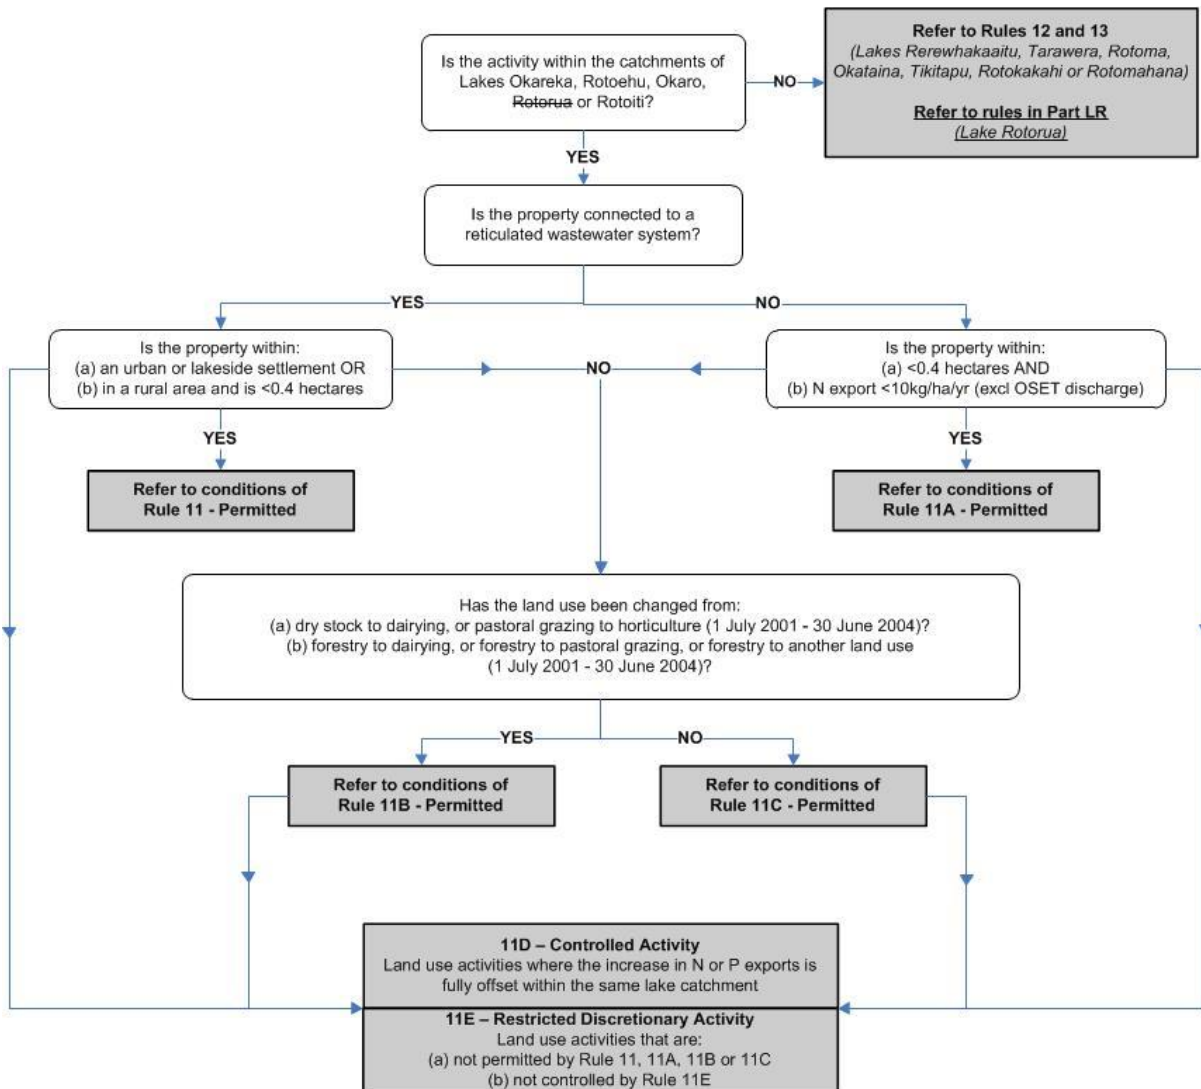 Is the activity within the catchments of
Lakes Okareka, Rotoehu, Okaro,
Rotorua or Rotoiti?
NO
Refer to Rules 12 and 13
(Lakes Rerewhakaaitu, Tarawera, Rotoma,
Okataina, Tikitapu, Rotokakahi or Rotomahana)
Refer to rules in Part LR
(Lake Rotorua)
YES
Is the property connected to a
reticulated wastewater system?
YES
NO
Is the property within:
(a) an urban or lakeside settlement OR
(b) in a rural area and is <0.4 hectares
NO
Is the property within:
(a) <0.4 hectares AND
(b) N export <10kg/ha/yr (excl OSET discharge)
YES
YES
Refer to conditions of
Rule 11 - Permitted
Refer to conditions of
Rule 11A - Permitted
Has the land use been changed from:
(a) dry stock to dairying, or pastoral grazing to horticulture (1 July 2001 - 30 June 2004)?
(b) forestry to dairying, or forestry to pastoral grazing, or forestry to another land use
(1 July 2001 - 30 June 2004)?
YES
NO
Refer to conditions of
Rule 11B - Permitted
Refer to conditions of
Rule 11C - Permitted
11D – Controlled Activity
Land use activities where the increase in N or P exports is
fully offset within the same lake catchment
11E – Restricted Discretionary Activity
Land use activities that are:
(a) not permitted by Rule 11, 11A, 11B or 11C
(b) not controlled by Rule 11E